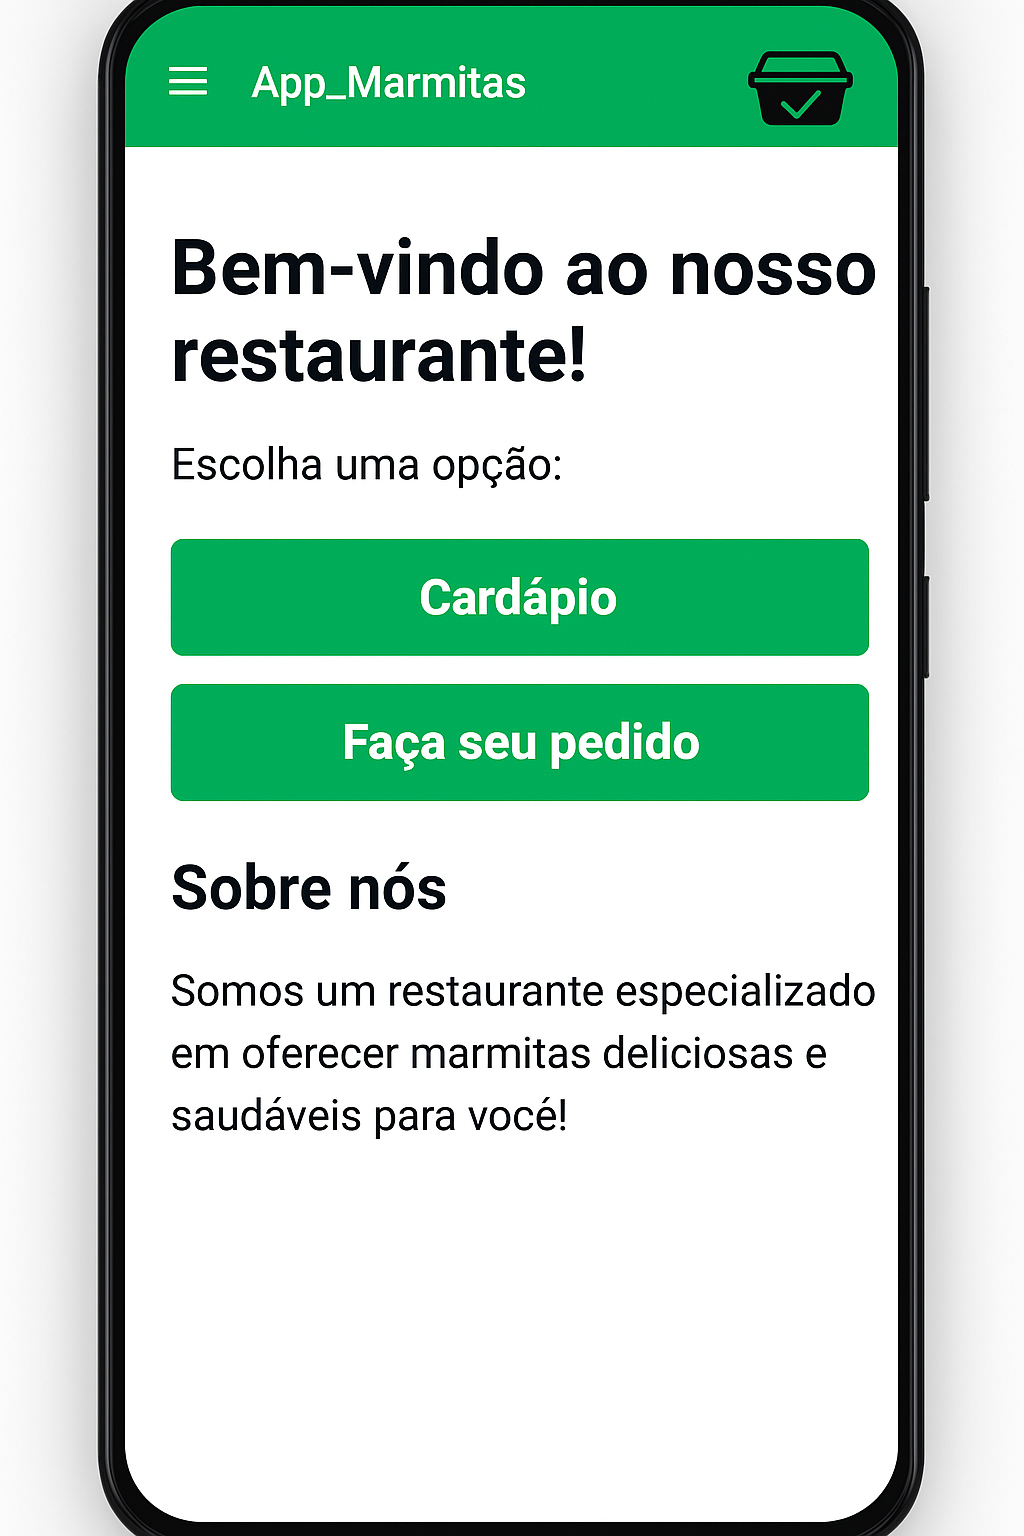 App_Marmitas
Bem-vindo ao nosso
restaurante!
Escolha uma opção:
Cardápio
Faça seu pedido
Sobre nós
Somos um restaurante especializado
em oferecer marmitas deliciosas e
saudáveis para vocé!